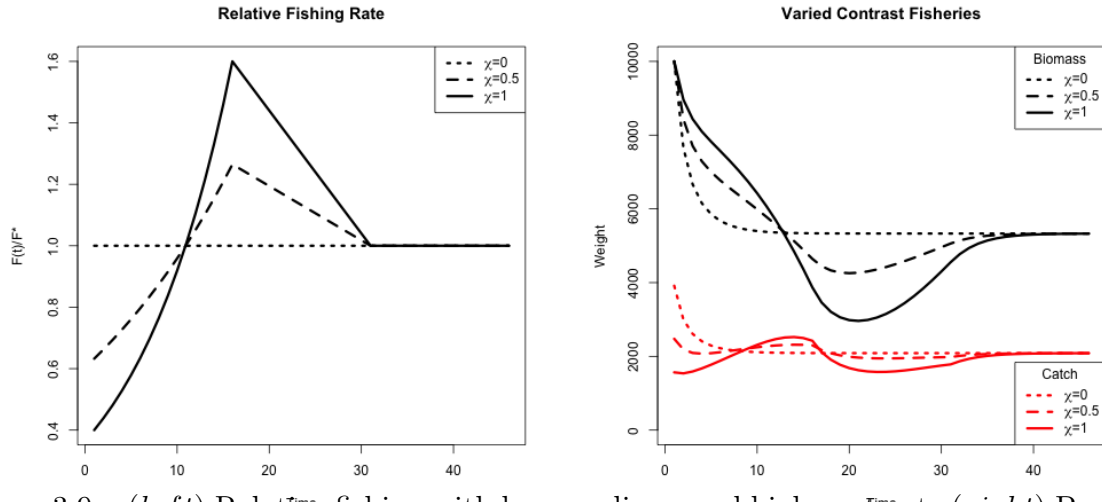 Relative Fishing Rate
F(t)/F*
1.6
1.4
1.2
1.0
0.8
0.6
0.4
0 10 20 30 40
Time
χ=0
χ=0.5
χ=1
Varied Contrast Fisheries
Weight
10000
8000
6000
4000
2000
0
0 10 20 30 40
Time
Biomass
χ=0
χ=0.5
χ=1
Catch
χ=0
χ=0.5
χ=1